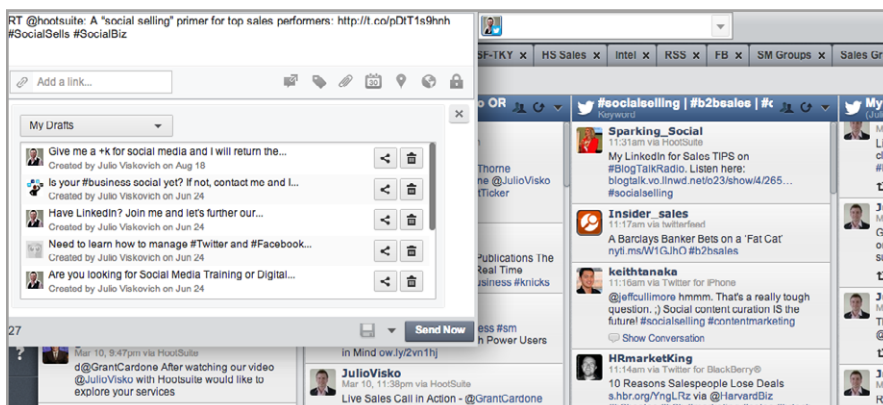 RT @hootsuite: A "social selling" primer for top sales performers: http://t.co/pDtT1s9hnh
#SocialSells #SocialBiz
Add a link...
30
My Drafts
Give me a +k for social media and I will return the...
Created by Julio Viskovich on Aug 18
Is your #business social yet? If not, contact me and I...
Created by Julio Viskovich on Jun 24
Have LinkedIn? Join me and let's further our...
Created by Julio Viskovich on Jun 24
Need to learn how to manage #Twitter and #Facebook...
Created by Julio Viskovich on Jun 24
Are you looking for Social Media Training or Digital...
Created by Julio Viskovich on Jun 24
27
Send Now
?
Mar 10, 9:47pm via HootSuite
d@GrantCardone After watching our video
@JulioVisko with Hootsuite would like to
explore your services
SF-TKY x
HS Sales x
Intel x
RSS x
FB x
SM Groups x
Sales Gr
OR
Thorne
@JulioVisko
tTicker
Publications The
Real Time
#knicks
#sm
Power Users
in Mind ow.ly/2vn1hj
JulioVisko
Mar 10, 11:38pm via HootSuite
Live Sales Call in Action - @GrantCardone
#socialselling | #b2bsales | #c
Keyword
Sparking_Social
11:31am via HootSuite
My LinkedIn for Sales TIPS on
#BlogTalkRadio. Listen here:
blogtalk.vo.llnwd.net/o23/show/4/265...
#socialselling
Insider_sales
11:17am via twitterfeed
A Barclays Banker Bets on a 'Fat Cat'
nyti.ms/W1GJhO #b2bsales
keithtanaka
11:16am via Twitter for iPhone
@jeffcullimore hmmm. That's a really tough
question. ;) Social content curation IS the
future! #socialselling #contentmarketing
Show Conversation
HRmarketKing
11:14am via Twitter for BlackBerry®
10 Reasons Salespeople Lose Deals
s.hbr.org/YngLRz via @HarvardBiz
My